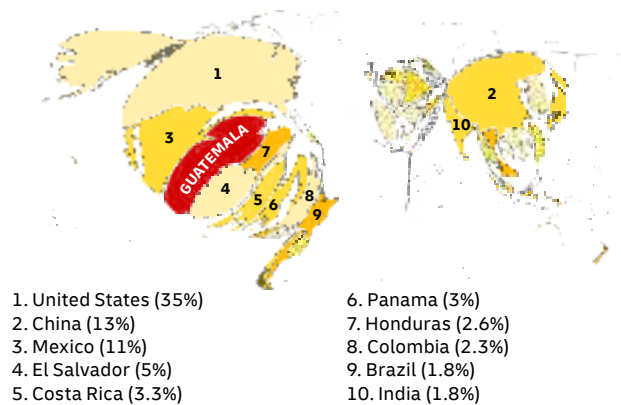 1
2
3
10
GUATEMALA
7
4
5
6
8
9
1. United States (35%)
2. China (13%)
3. Mexico (11%)
4. El Salvador (5%)
5. Costa Rica (3.3%)
6. Panama (3%)
7. Honduras (2.6%)
8. Colombia (2.3%)
9. Brazil (1.8%)
10. India (1.8%)